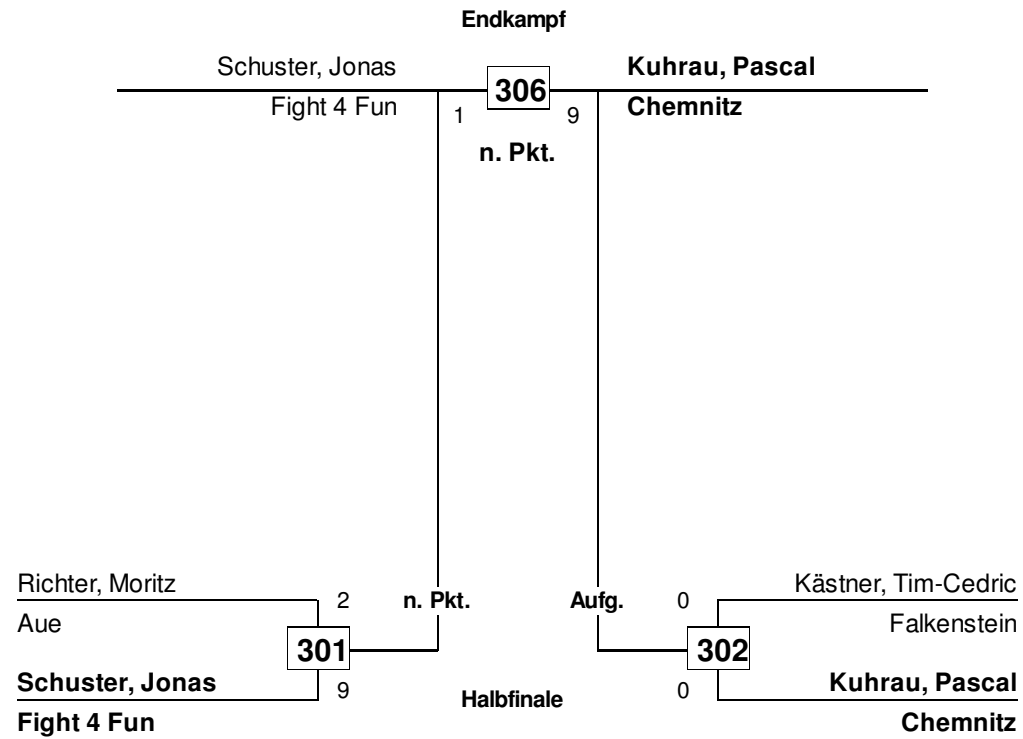 Endkampf
Schuster, Jonas 306 Kuhrau, Pascal
Fight 4 Fun 1 9 Chemnitz
n. Pkt.
Richter, Moritz 2 n. Pkt. Aufg. 0 Kästner, Tim-Cedric
Aue Falkenstein
301 302
Schuster, Jonas 9 Halbfinale 0 Kuhrau, Pascal
Fight 4 Fun Chemnitz